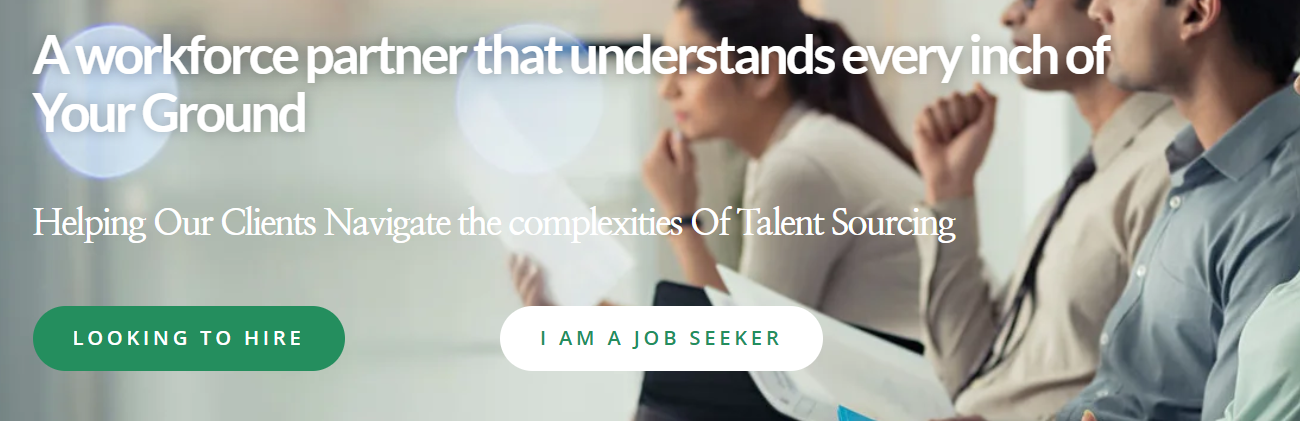 A workforce partner that understands every inch of
Your Ground
Helping Our Clients Navigate the complexities Of Talent Sourcing
LOOKING TO HIRE
I AM A JOB SEEKER